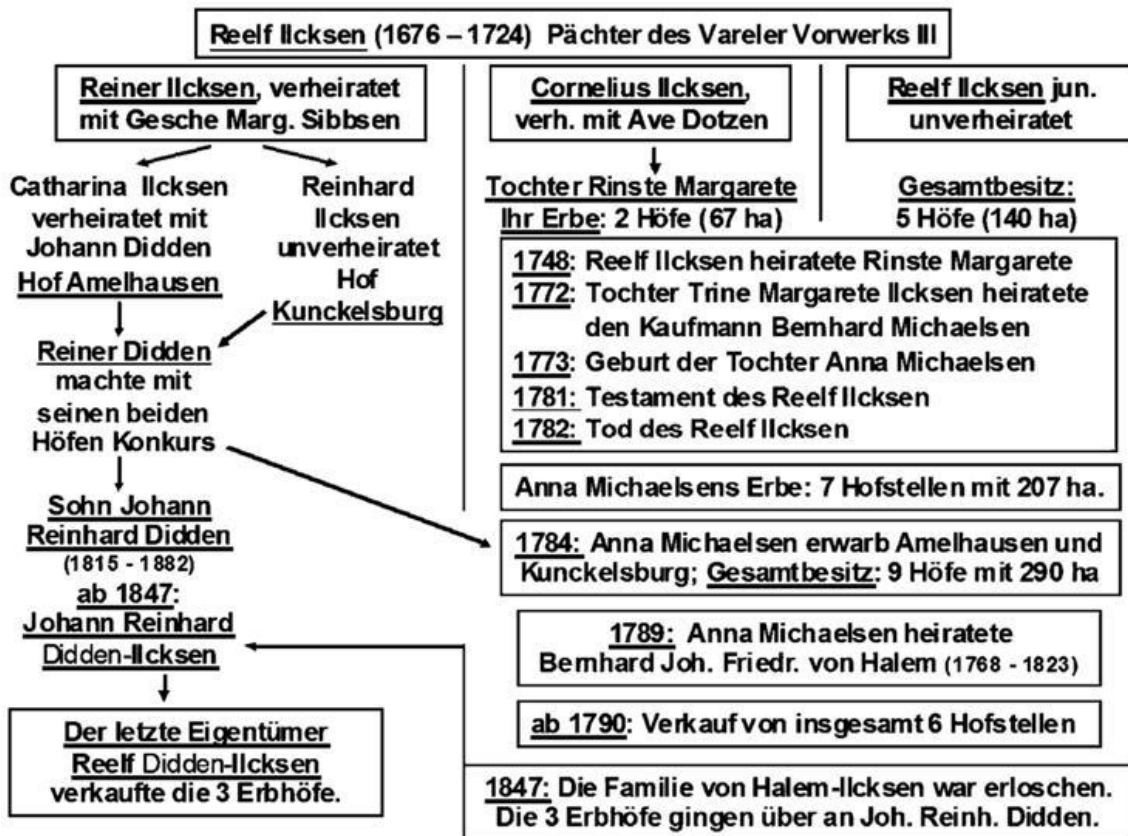 Reelf Ilcksen (1676 – 1724) Pächter des Vareler Vorwerks III
Reiner Ilcksen, verheiratet
mit Gesche Marg. Sibbsen
Catharina Ilcksen
verheiratet mit
Johann Didden
Hof Amelhausen
Reinhard
Ilcksen
unverheiratet
Hof
Kunckelsburg
Reiner Didden
machte mit
seinen beiden
Höfen Konkurs
Sohn Johann
Reinhard Didden
(1815 - 1882)
ab 1847:
Johann Reinhard
Didden-Ilcksen
Der letzte Eigentümer
Reelf Didden-Ilcksen
verkaufte die 3 Erbhöfe.
Cornelius Ilcksen,
verh. mit Ave Dotzen
Tochter Rinste Margarete
Ihr Erbe: 2 Höfe (67 ha)
Reelf Ilcksen jun.
unverheiratet
Gesamtbesitz:
5 Höfe (140 ha)
1748: Reelf Ilcksen heiratete Rinste Margarete
1772: Tochter Trine Margarete Ilcksen heiratete
den Kaufmann Bernhard Michaelsen
1773: Geburt der Tochter Anna Michaelsen
1781: Testament des Reelf Ilcksen
1782: Tod des Reelf Ilcksen
Anna Michaelsens Erbe: 7 Hofstellen mit 207 ha.
1784: Anna Michaelsen erwarb Amelhausen und
Kunckelsburg; Gesamtbesitz: 9 Höfe mit 290 ha
1789: Anna Michaelsen heiratete
Bernhard Joh. Friedr. von Halem (1768 - 1823)
ab 1790: Verkauf von insgesamt 6 Hofstellen
1847: Die Familie von Halem-Ilcksen war erloschen.
Die 3 Erbhöfe gingen über an Joh. Reinh. Didden.